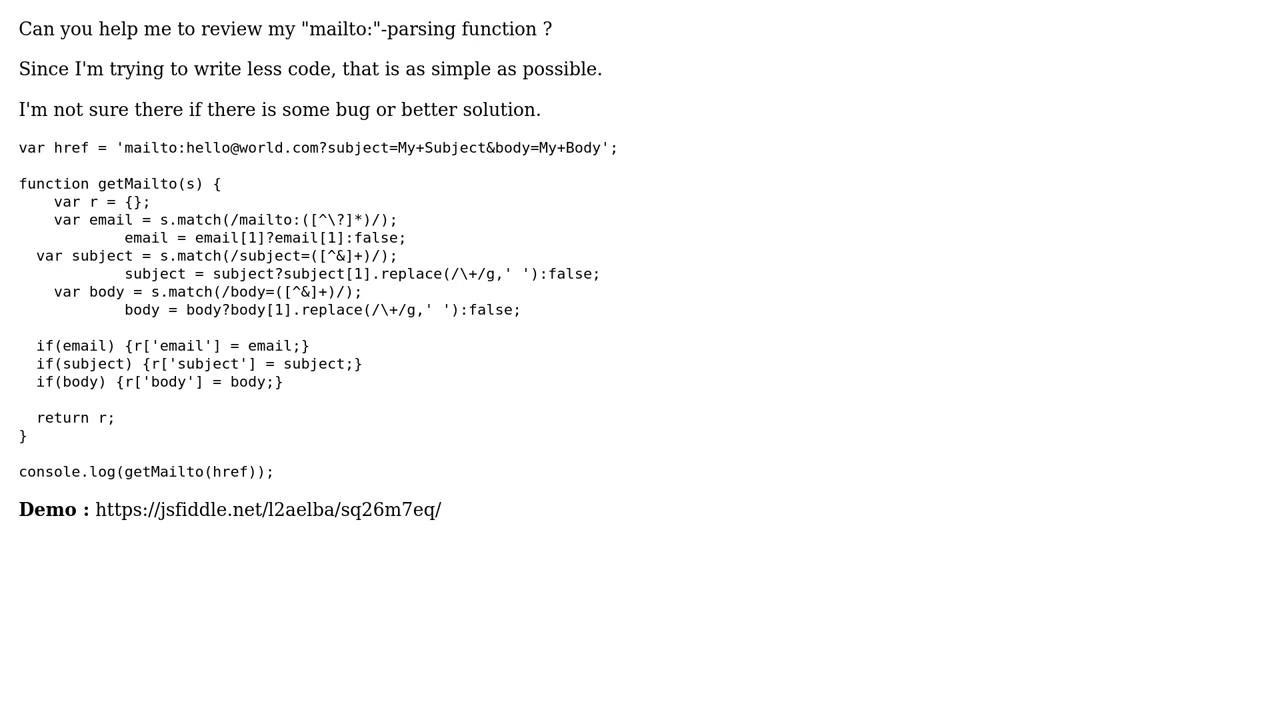 Can you help me to review my "mailto:"-parsing function ?
Since I'm trying to write less code, that is as simple as possible.
I'm not sure there if there is some bug or better solution.
var href = 'mailto:hello@world.com?subject=My+Subject&body=My+Body';
function getMailto(s) {
    var r = {};
    var email = s.match(/mailto:([^\?]*)/);
            email = email[1]?email[1]:false;
  var subject = s.match(/subject=([^&]+)/);
            subject = subject?subject[1].replace(/\+/g,' '):false;
    var body = s.match(/body=([^&]+)/);
            body = body?body[1].replace(/\+/g,' '):false;
  if(email) {r['email'] = email;}
  if(subject) {r['subject'] = subject;}
  if(body) {r['body'] = body;}
  return r;
}
console.log(getMailto(href));
Demo : https://jsfiddle.net/l2aelba/sq26m7eq/